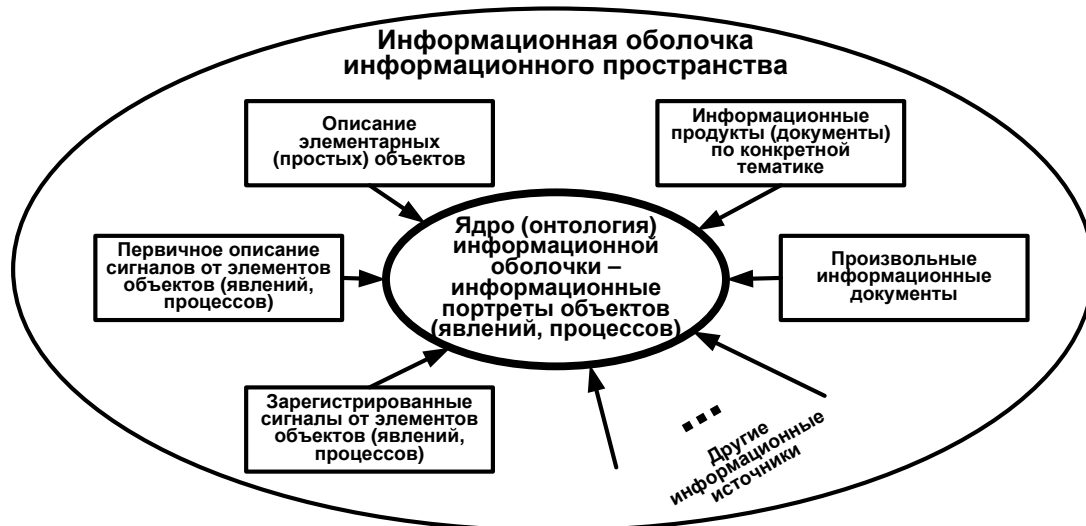 Информационная оболочка
информационного пространства
Описание
элементарных
(простых) объектов
Информационные
продукты (документы)
по конкретной
тематике
Первичное описание
сигналов от элементов
объектов (явлений,
процессов)
Ядро (онтология)
информационной
оболочки –
информационные
портреты объектов
(явлений, процессов)
Произвольные
информационные
документы
Зарегистрированные
сигналы от элементов
объектов (явлений,
процессов)
...
Другие
информационные
источники